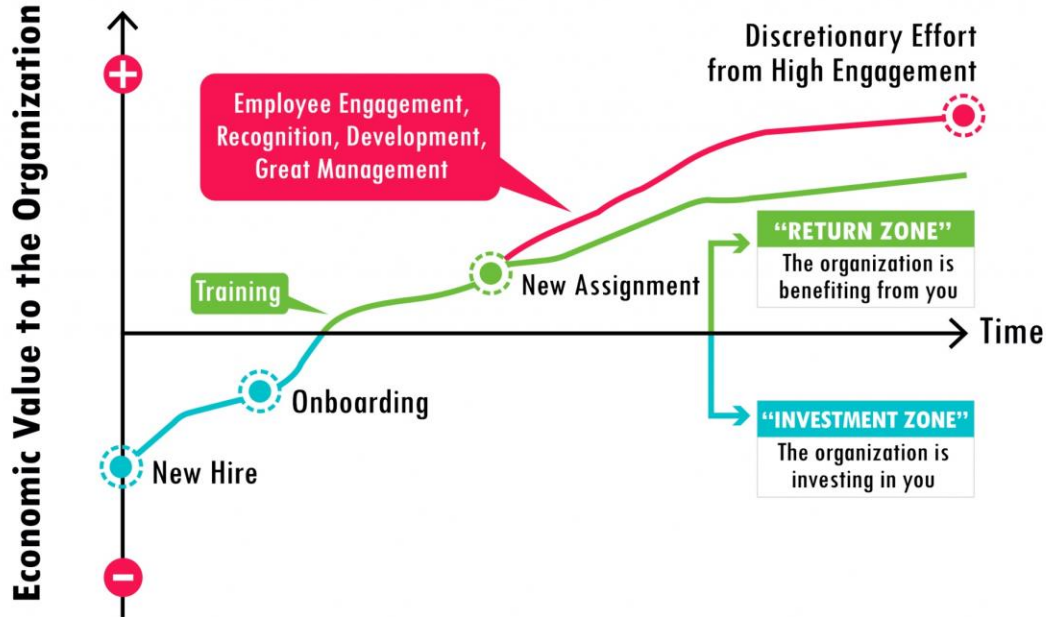 Economic Value to the Organization
+
Discretionary Effort
from High Engagement
Employee Engagement,
Recognition, Development,
Great Management
“RETURN ZONE”
The organization is
benefiting from you
Training
New Assignment
Time
Onboarding
“INVESTMENT ZONE”
The organization is
investing in you
New Hire
-